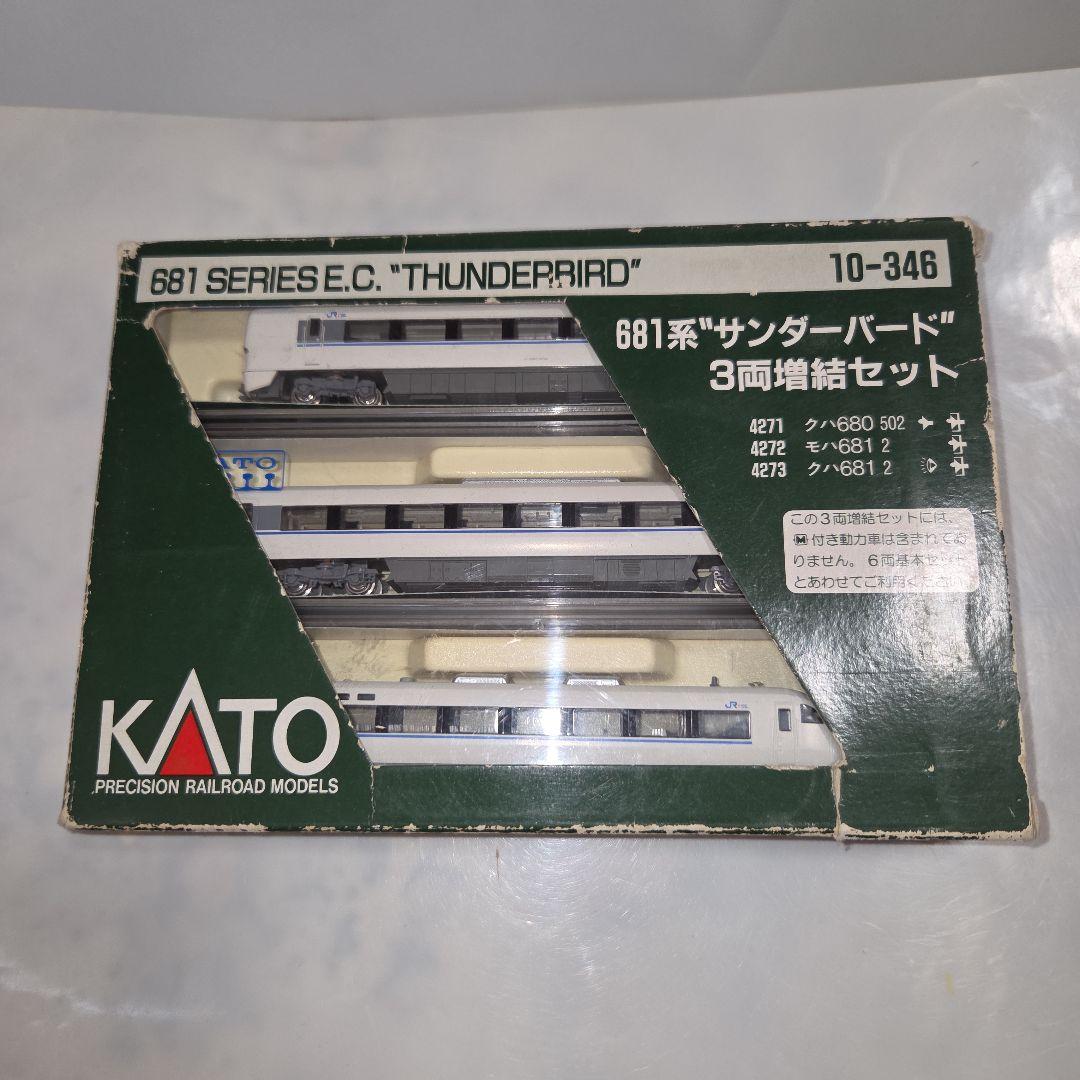 681 SERIES E.C. "THUNDERBIRD"
10-346
681系"サンダーバード"
3両増結セット
4271 クハ680 502
4272 モハ681 2
4273 クハ681 2
この3両増結セットには、
M付き動力車は含まれてお
りません。6両基本セット
とあわせてご利用ください
JR
KATO
JR
KATO
PRECISION RAILROAD MODELS